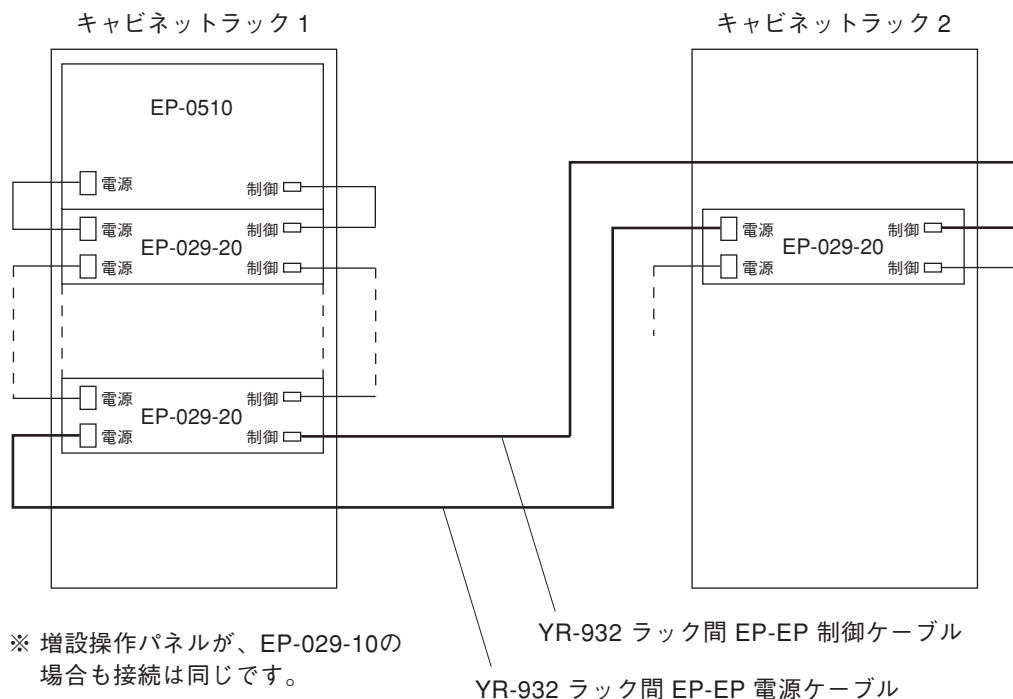 キャビネットラック 1
キャビネットラック 2
EP-0510
電源
制御
電源
制御
EP-029-20
電源
制御
電源
制御
EP-029-20
電源
制御
電源
制御
EP-029-20
電源
制御
YR-932 ラック間 EP-EP 制御ケーブル
YR-932 ラック間 EP-EP 電源ケーブル
※ 増設操作パネルが、EP-029-10の
場合も接続は同じです。